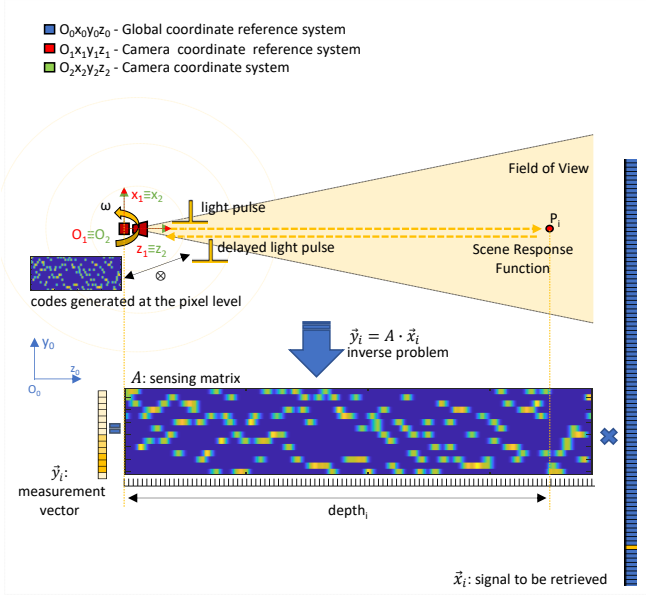 O₀x₀y₀z₀ - Global coordinate reference system
O₁x₁y₁z₁ - Camera coordinate reference system
O₂x₂y₂z₂ - Camera coordinate system
Field of View
x₁≡x₂
ω
light pulse
Pᵢ
O₁≡O₂
z₁≡z₂
delayed light pulse
Scene Response
Function
⊗
codes generated at the pixel level
y⃗ᵢ = A · x⃗ᵢ
inverse problem
y₀
z₀
O₀
A: sensing matrix
=
×
y⃗ᵢ:
measurement
vector
depthᵢ
x⃗ᵢ: signal to be retrieved